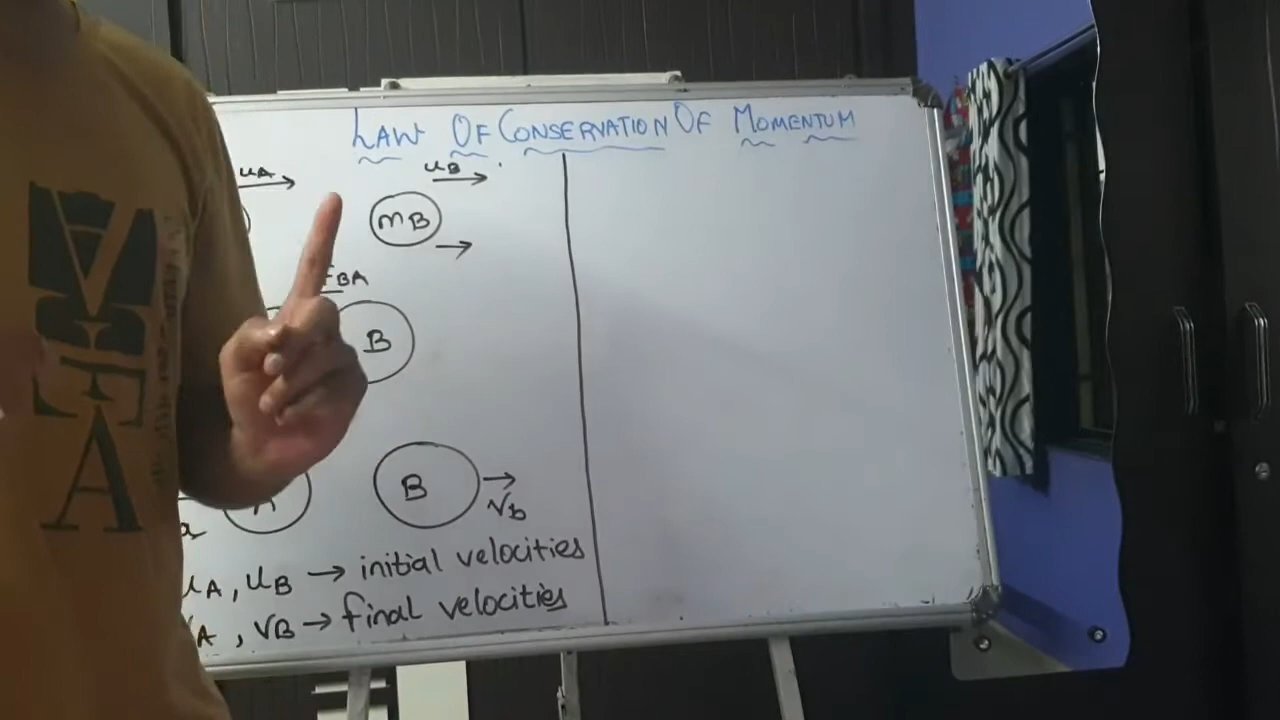 LAW OF CONSERVATION OF MOMENTUM
uA uB
mB
FBA
B
A B
vb
uA, uB → initial velocities
vA, vB → final velocities